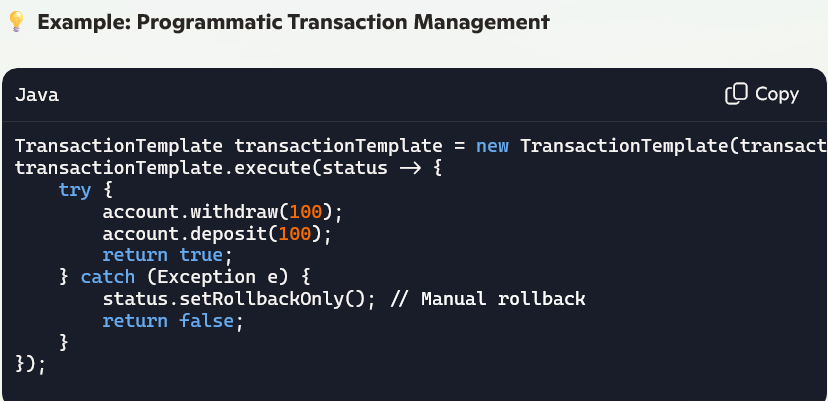 💡 Example: Programmatic Transaction Management
Java
Copy
TransactionTemplate transactionTemplate = new TransactionTemplate(transact
transactionTemplate.execute(status -> {
    try {
        account.withdraw(100);
        account.deposit(100);
        return true;
    } catch (Exception e) {
        status.setRollbackOnly(); // Manual rollback
        return false;
    }
});